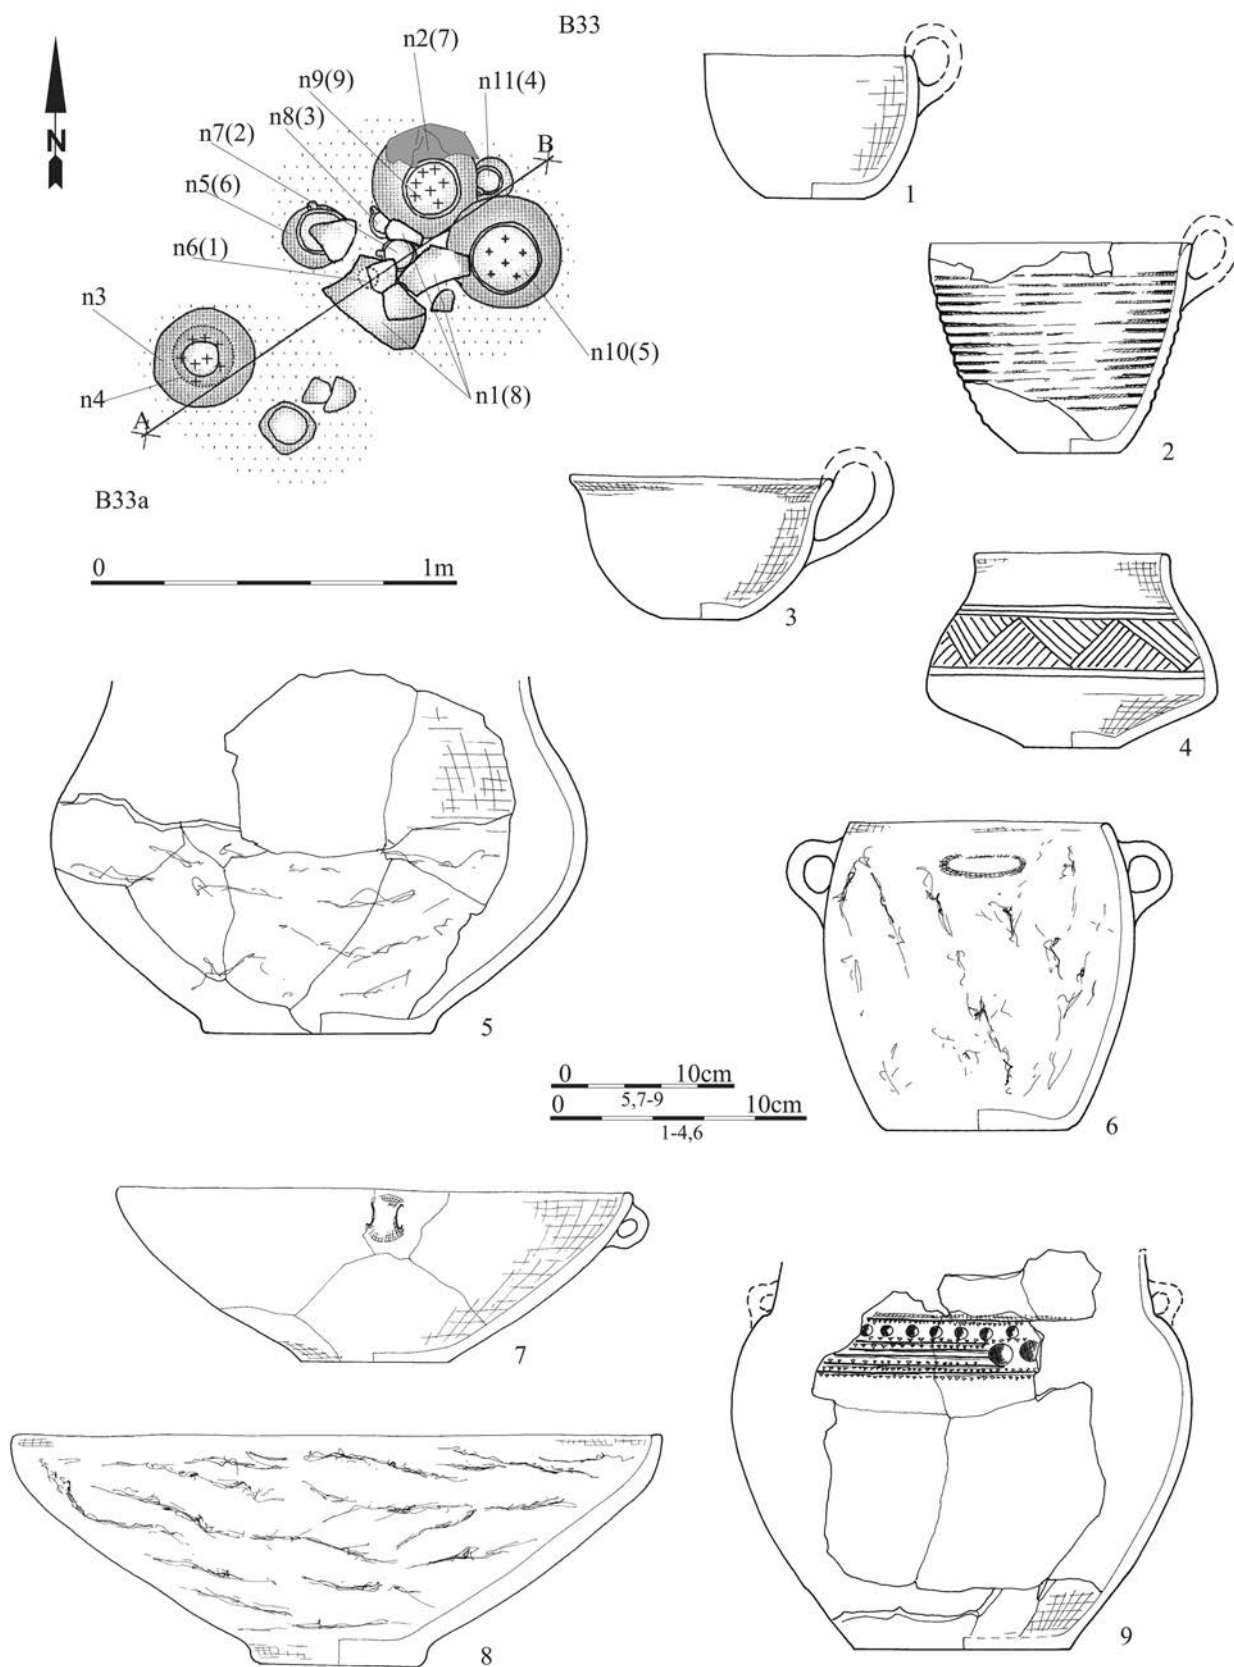 B33
n2(7)
n9(9)
n11(4)
n8(3)
n7(2)
B
N
n5(6)
n6(1)
n3
n10(5)
n4
n1(8)
A
B33a
0 1m
1
2
3
4
5
6
0 10cm
5,7-9
0 10cm
1-4,6
7
8
9